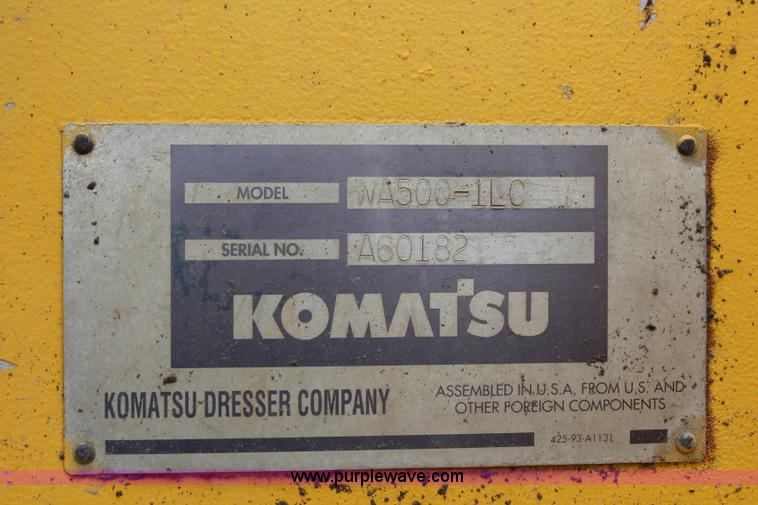 MODEL WA500-1LC
SERIAL NO. A60182
KOMATSU
KOMATSU DRESSER COMPANY
ASSEMBLED IN U.S.A. FROM U.S. AND
OTHER FOREIGN COMPONENTS
425-93-A1131
www.purplewave.com